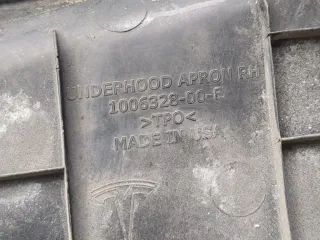 UNDERHOOD APRON RH
1006328-00-F
>TPO<
MADE IN USA